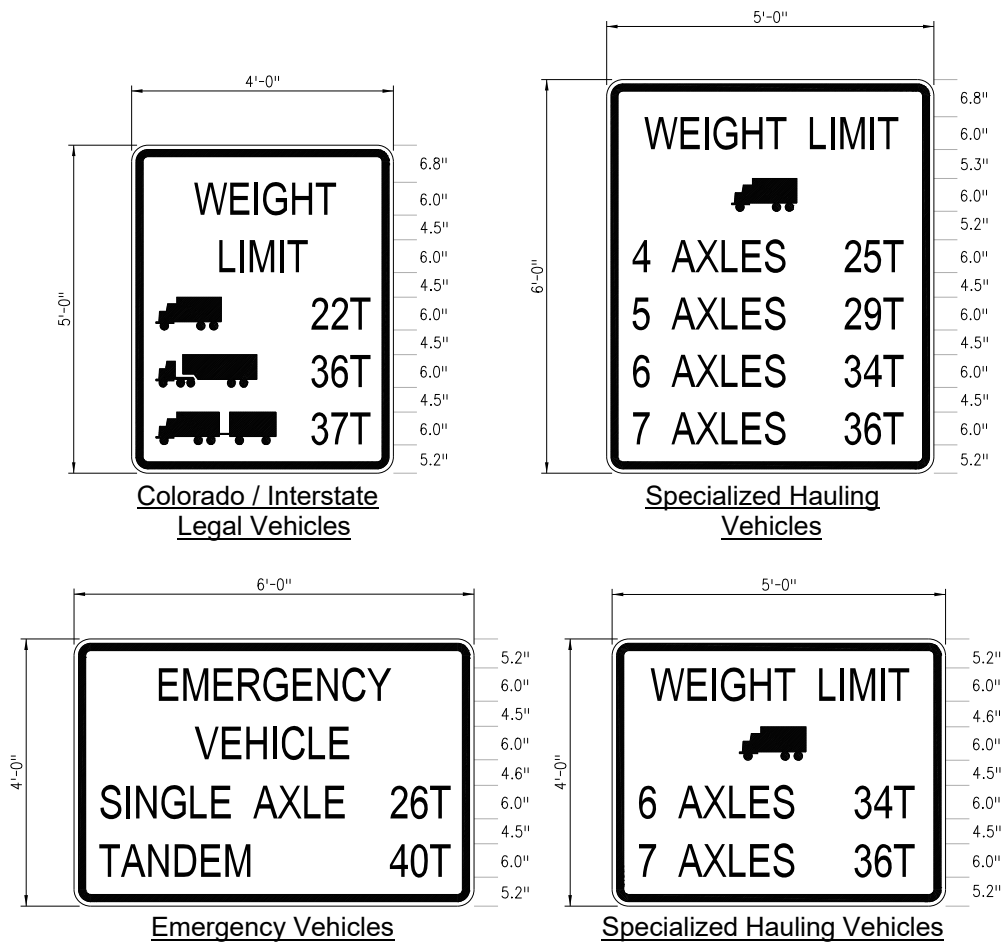 4'-0"
5'-0"
WEIGHT
LIMIT
22T
36T
37T
6.8"
6.0"
4.5"
6.0"
4.5"
6.0"
4.5"
6.0"
4.5"
6.0"
5.2"
Colorado / Interstate
Legal Vehicles
5'-0"
6'-0"
WEIGHT LIMIT
4 AXLES 25T
5 AXLES 29T
6 AXLES 34T
7 AXLES 36T
6.8"
6.0"
5.3"
6.0"
5.2"
6.0"
4.5"
6.0"
4.5"
6.0"
4.5"
6.0"
5.2"
Specialized Hauling
Vehicles
6'-0"
4'-0"
EMERGENCY
VEHICLE
SINGLE AXLE 26T
TANDEM 40T
5.2"
6.0"
4.5"
6.0"
4.6"
6.0"
4.5"
6.0"
5.2"
Emergency Vehicles
5'-0"
4'-0"
WEIGHT LIMIT
6 AXLES 34T
7 AXLES 36T
5.2"
6.0"
4.6"
6.0"
4.5"
6.0"
4.5"
6.0"
5.2"
Specialized Hauling Vehicles